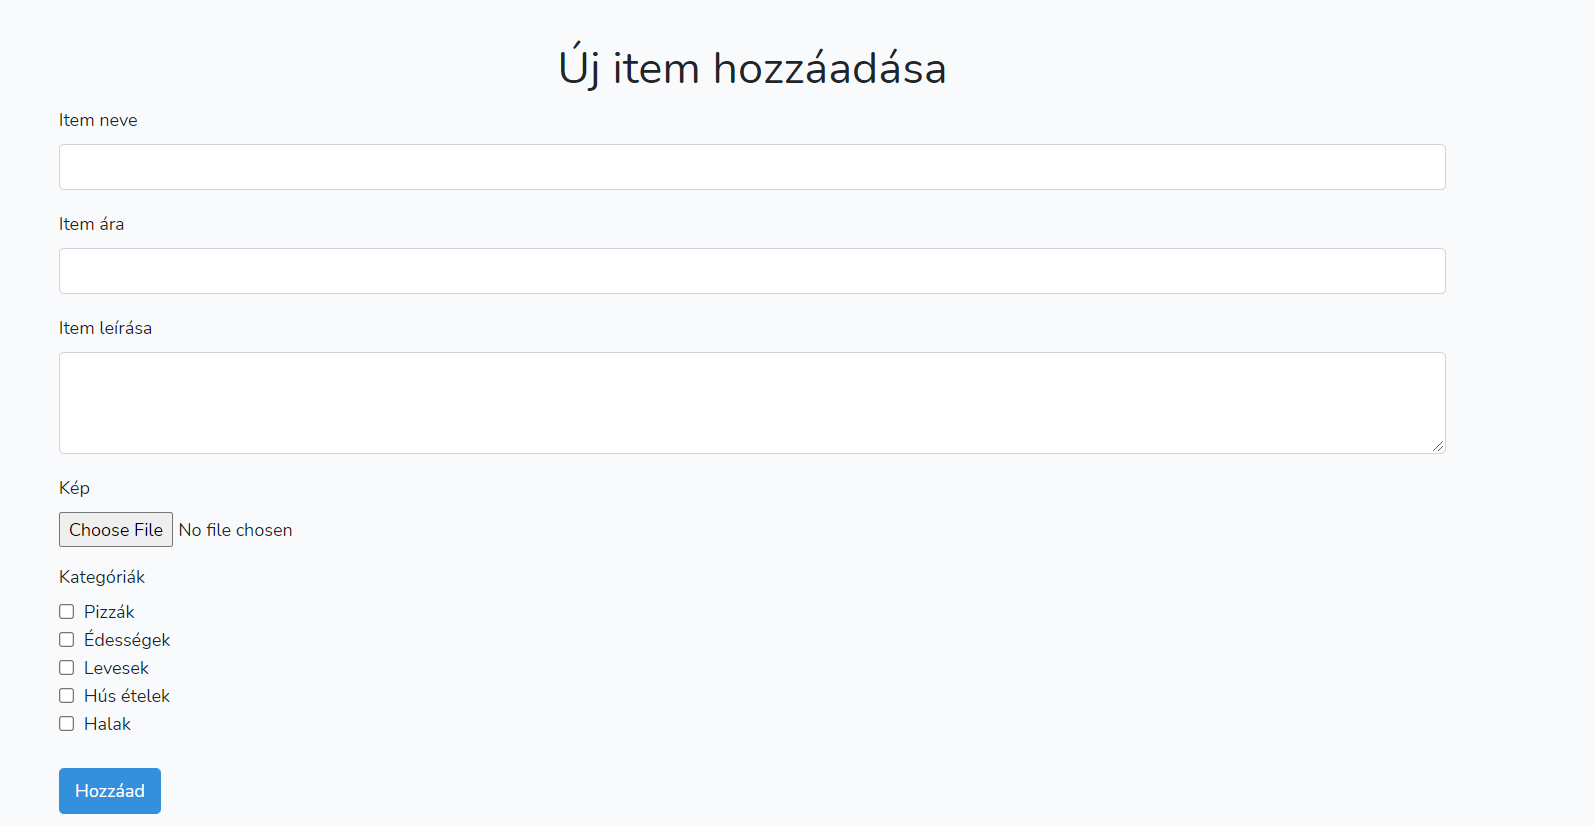 Új item hozzáadása
Item neve
Item ára
Item leírása
Kép
Choose File No file chosen
Kategóriák
Pizzák
Édességek
Levesek
Hús ételek
Halak
Hozzáad